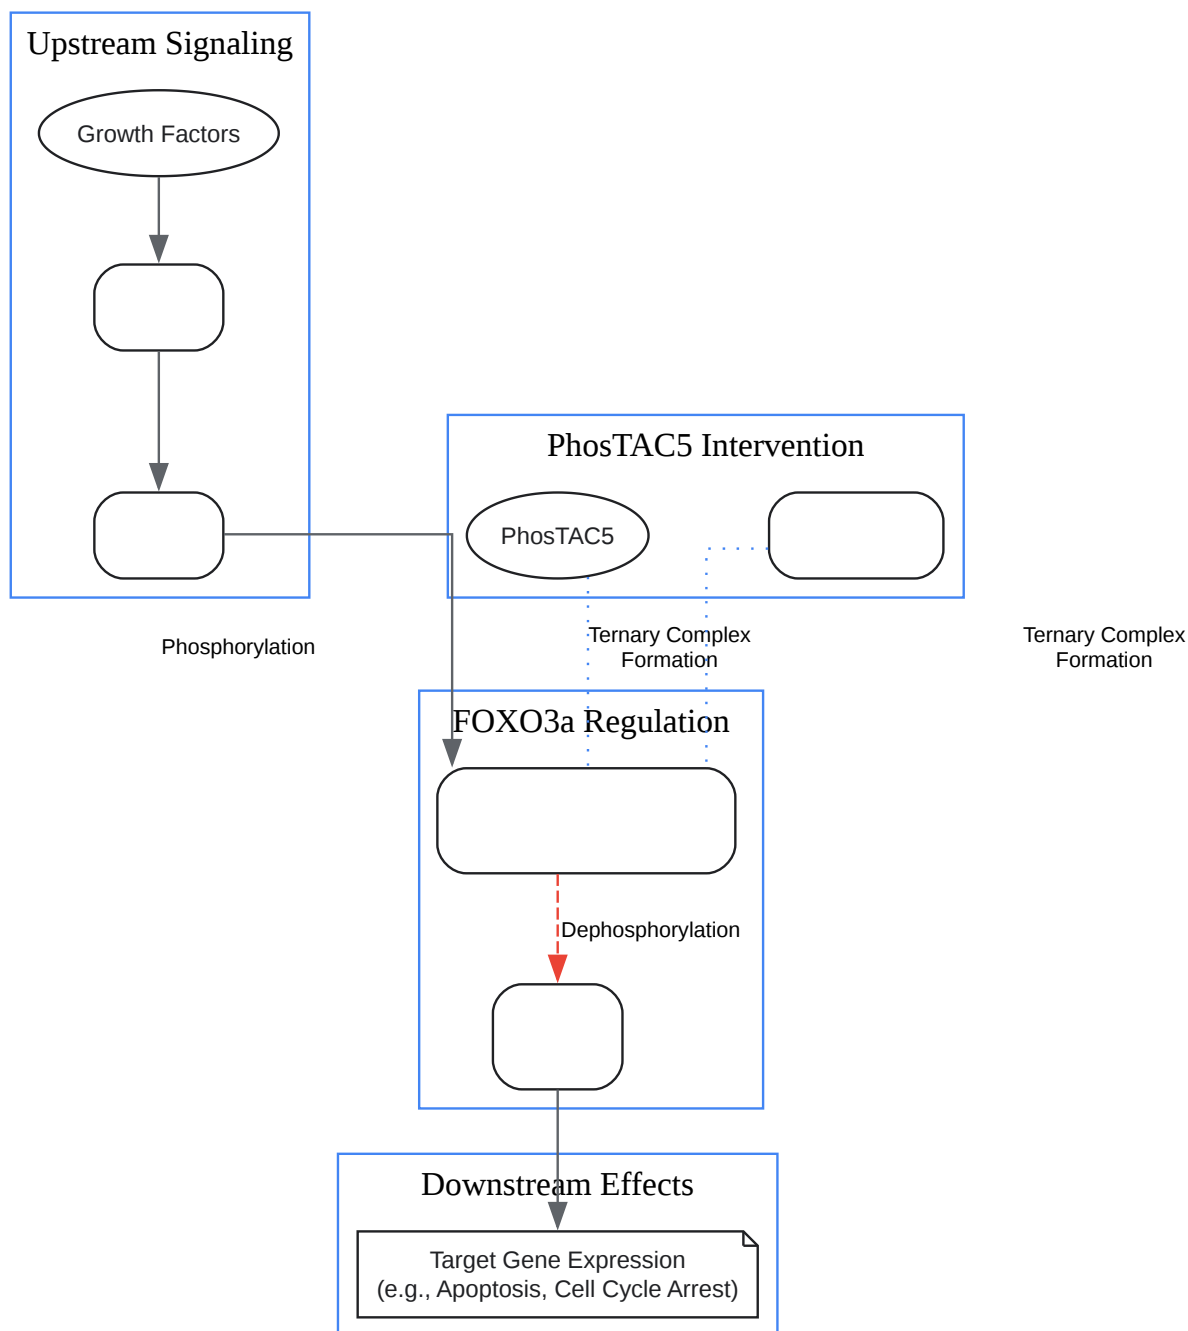 Upstream Signaling
Growth Factors
PhosTAC5 Intervention
PhosTAC5
Phosphorylation
Ternary Complex
Formation
Ternary Complex
Formation
FOXO3a Regulation
Dephosphorylation
Downstream Effects
Target Gene Expression
(e.g., Apoptosis, Cell Cycle Arrest)